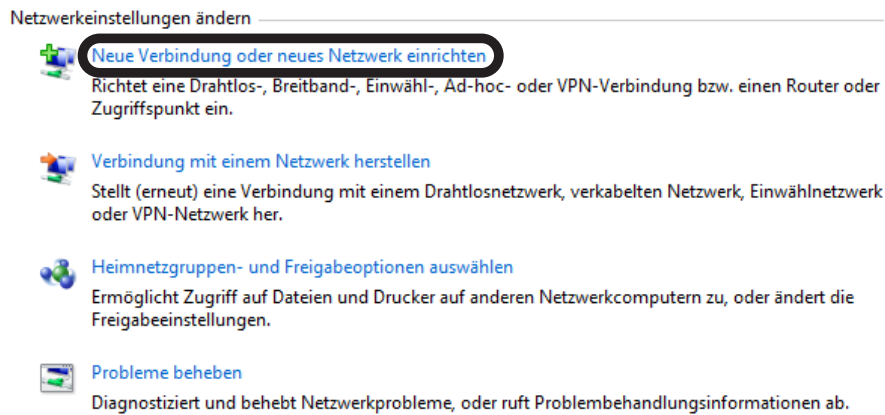 Netzwerkeinstellungen ändern
Neue Verbindung oder neues Netzwerk einrichten
Richtet eine Drahtlos-, Breitband-, Einwähl-, Ad-hoc- oder VPN-Verbindung bzw. einen Router oder
Zugriffspunkt ein.
Verbindung mit einem Netzwerk herstellen
Stellt (erneut) eine Verbindung mit einem Drahtlosnetzwerk, verkabelten Netzwerk, Einwählnetzwerk
oder VPN-Netzwerk her.
Heimnetzgruppen- und Freigabeoptionen auswählen
Ermöglicht Zugriff auf Dateien und Drucker auf anderen Netzwerkcomputern zu, oder ändert die
Freigabeeinstellungen.
Probleme beheben
Diagnostiziert und behebt Netzwerkprobleme, oder ruft Problembehandlungsinformationen ab.